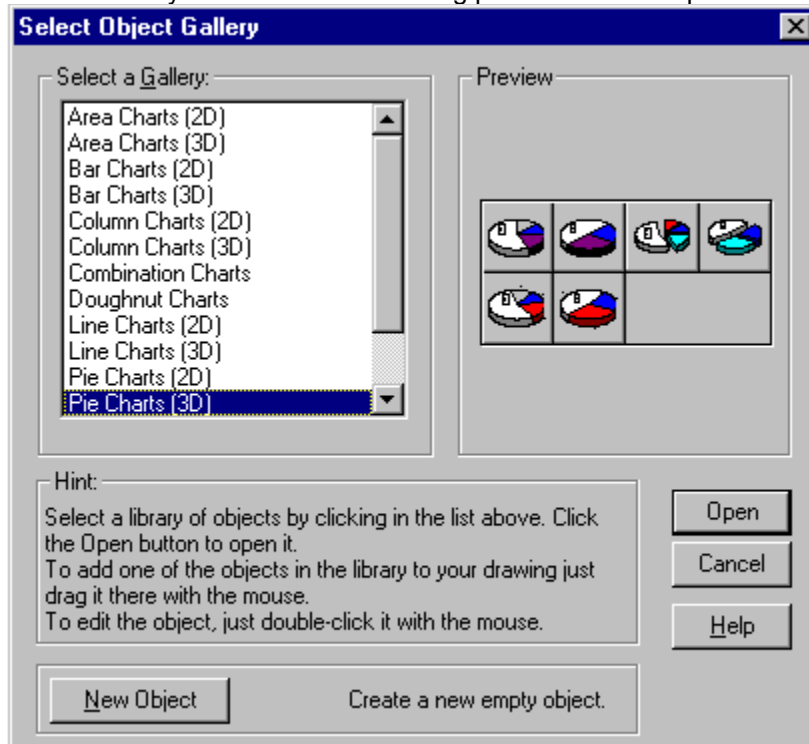 Select Object Gallery
Select a Gallery:
Area Charts (2D)
Area Charts (3D)
Bar Charts (2D)
Bar Charts (3D)
Column Charts (2D)
Column Charts (3D)
Combination Charts
Doughnut Charts
Line Charts (2D)
Line Charts (3D)
Pie Charts (2D)
Pie Charts (3D)
Preview
Hint:
Select a library of objects by clicking in the list above. Click
the Open button to open it.
To add one of the objects in the library to your drawing just
drag it there with the mouse.
To edit the object, just double-click it with the mouse.
Open
Cancel
Help
New Object
Create a new empty object.